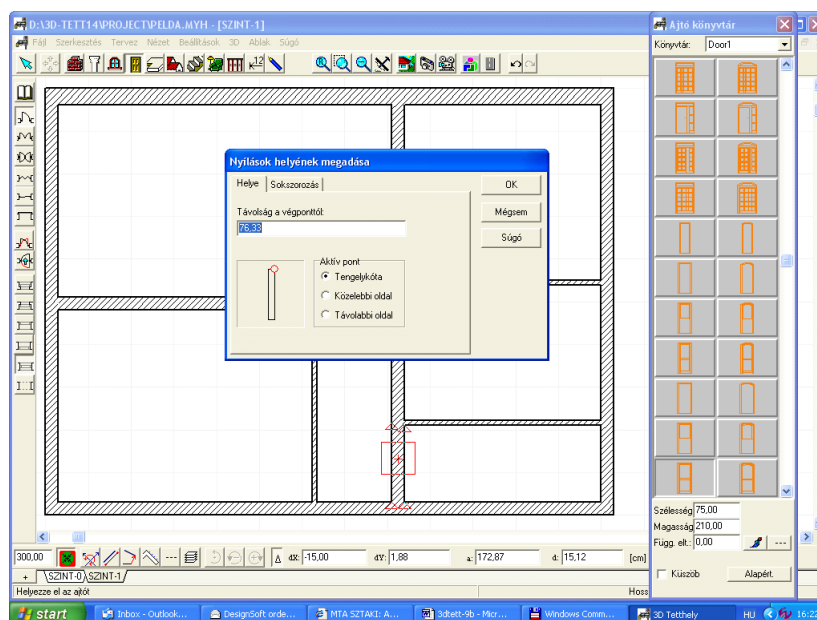 D:\3D-TETT14\PROJECT\PELDA.MYH - [SZINT-1]
Fájl Szerkesztés Tervez Nézet Beállítások 3D Ablak Súgó
Ajtó könyvtár
Könyvtár: Door1
Nyílások helyének megadása
Helye Sokszorozás
Távolság a végponttól:
76,33
Aktív pont
Tengelykóta
Közelebbi oldal
Távolabbi oldal
OK
Mégsem
Súgó
Szélesség 75,00
Magasság 210,00
Függ. elt.: 0,00
Küszöb
Alapért.
300,00 Δ dX: -15,00 dY: 1,88 a: 172,87 d: 15,12 [cm]
+ \SZINT-0\SZINT-1/
Helyezze el az ajtót
Hoss
start Inbox - Outlook... DesignSoft orde... MTA SZTAKI: A... 3dtett-9b - Micr... Windows Comm... 3D Tetthely HU 16:22